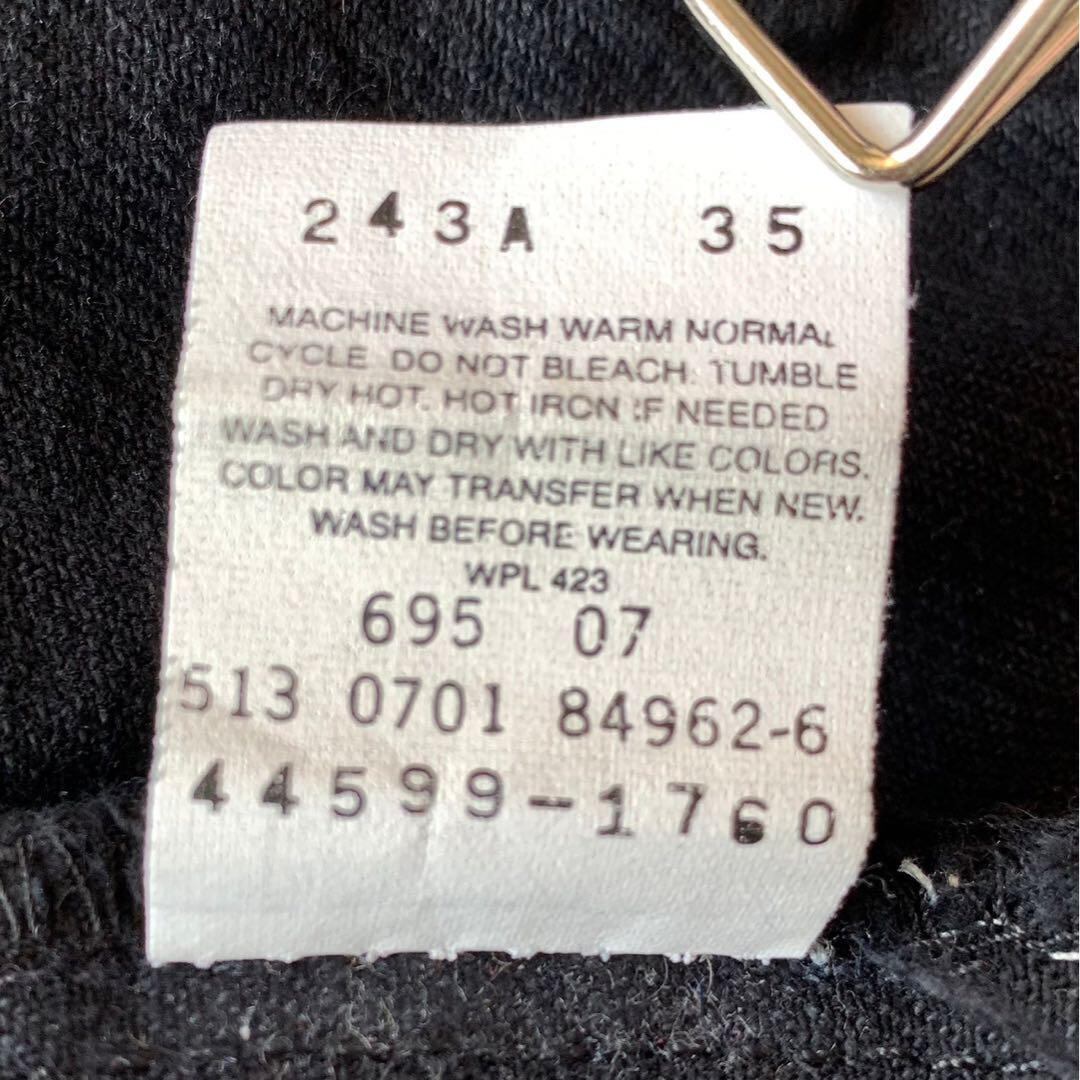 243A 35
MACHINE WASH WARM NORMAL
CYCLE. DO NOT BLEACH. TUMBLE
DRY HOT. HOT IRON IF NEEDED
WASH AND DRY WITH LIKE COLORS.
COLOR MAY TRANSFER WHEN NEW.
WASH BEFORE WEARING.
WPL 423
695 07
513 0701 84962-6
44599-1760